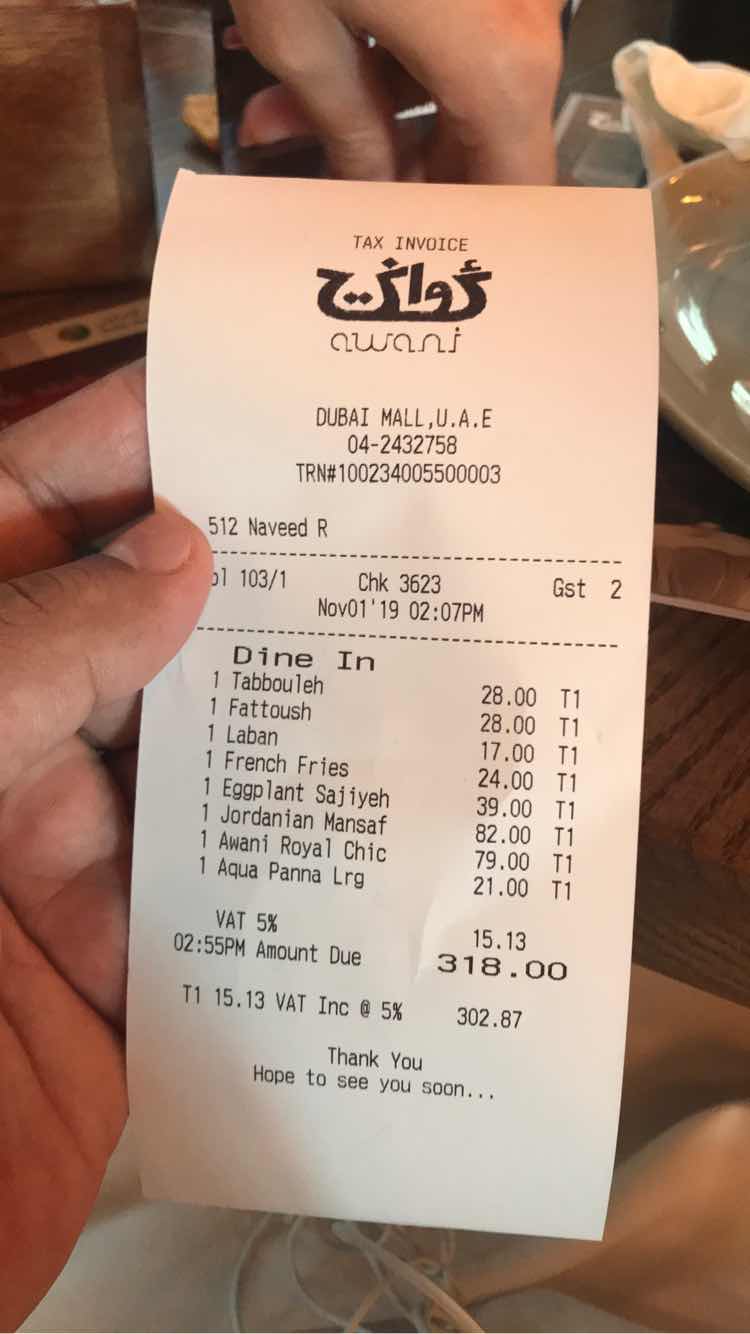 TAX INVOICE
awani
DUBAI MALL,U.A.E
04-2432758
TRN#100234005500003
512 Naveed R
103/1 Chk 3623 Gst 2
Nov01'19 02:07PM
Dine In
1 Tabbouleh 28.00 T1
1 Fattoush 28.00 T1
1 Laban 17.00 T1
1 French Fries 24.00 T1
1 Eggplant Sajiyeh 39.00 T1
1 Jordanian Mansaf 82.00 T1
1 Awani Royal Chic 79.00 T1
1 Aqua Panna Lrg 21.00 T1
VAT 5% 15.13
02:55PM Amount Due 318.00
T1 15.13 VAT Inc @ 5% 302.87
Thank You
Hope to see you soon...